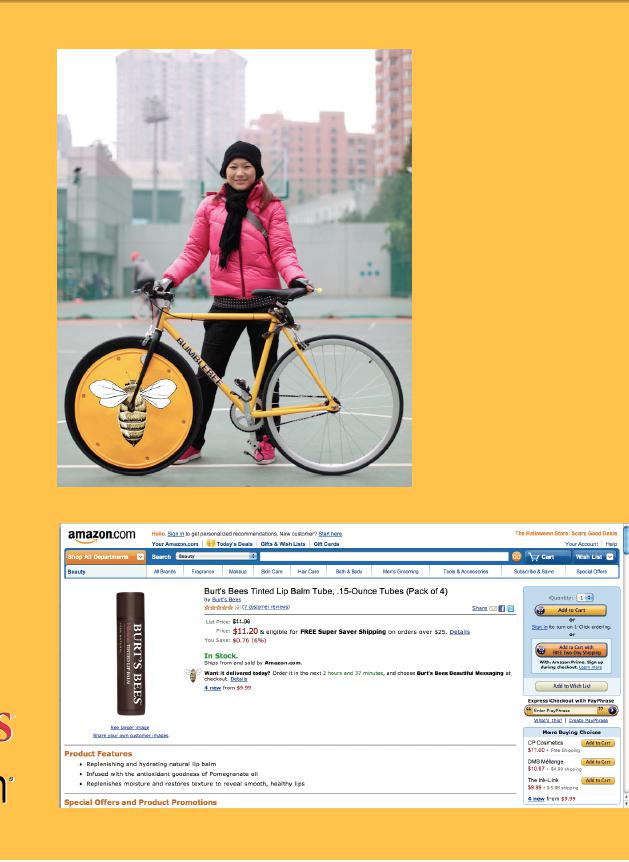 BUMBLEBEE
amazon.com
Hello. Sign in to get personalized recommendations. New customer? Start here.
The Halloween Store: Scary Good Deals
Your Amazon.com Today's Deals Gifts & Wish Lists Gift Cards
Your Account Help
Shop All Departments Search Beauty GO Cart Wish List
Beauty All Brands Fragrance Makeup Skin Care Hair Care Bath & Body Men's Grooming Tools & Accessories Subscribe & Save Special Offers
BURT'S BEES
TINTED LIP BALM
See larger image
Share your own customer images
Burt's Bees Tinted Lip Balm Tube, .15-Ounce Tubes (Pack of 4)
by Burt's Bees
(7 customer reviews)
Share
List Price: $11.96
Price: $11.20 & eligible for FREE Super Saver Shipping on orders over $25. Details
You Save: $0.76 (6%)
In Stock.
Ships from and sold by Amazon.com.
Want it delivered today? Order it in the next 2 hours and 37 minutes, and choose Burt's Bees Beautiful Messaging at
checkout. Details
4 new from $9.99
Quantity: 1
Add to Cart
or
Sign in to turn on 1-Click ordering.
or
Add to Cart with
FREE Two-Day Shipping
With Amazon Prime. Sign up
during checkout. Learn more
Add to Wish List
Express Checkout with PayPhrase
Enter PayPhrase
What's this? | Create PayPhrase
More Buying Choices
CP Cosmetics Add to Cart
$11.00 + Free Shipping
DMS Mélange Add to Cart
$10.97 + $4.99 shipping
The Ink-Link Add to Cart
$9.99 + shipping
4 new from $9.99
Product Features
Replenishing and hydrating natural lip balm
Infused with the antioxidant goodness of Pomegranate oil
Replenishes moisture and restores texture to reveal smooth, healthy lips
Special Offers and Product Promotions